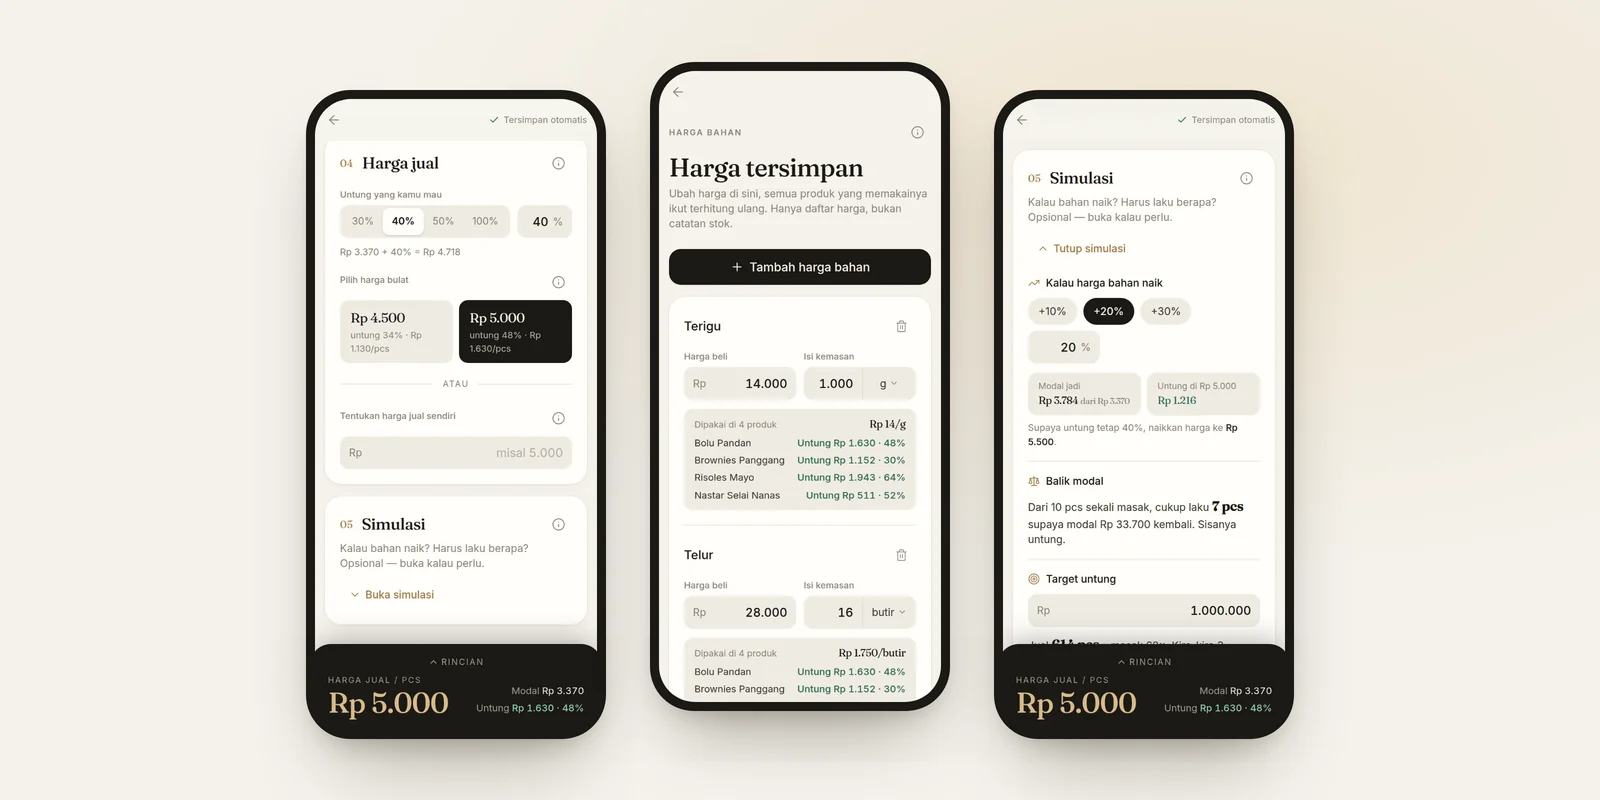 Tersimpan otomatis
04 Harga jual
Untung yang kamu mau
30% 40% 50% 100% 40 %
Rp 3.370 + 40% = Rp 4.718
Pilih harga bulat
Rp 4.500
untung 34% · Rp
1.130/pcs
Rp 5.000
untung 48% · Rp
1.630/pcs
ATAU
Tentukan harga jual sendiri
Rp misal 5.000
05 Simulasi
Kalau bahan naik? Harus laku berapa?
Opsional — buka kalau perlu.
Buka simulasi
RINCIAN
HARGA JUAL / PCS
Rp 5.000
Modal Rp 3.370
Untung Rp 1.630 · 48%
HARGA BAHAN
Harga tersimpan
Ubah harga di sini, semua produk yang memakainya
ikut terhitung ulang. Hanya daftar harga, bukan
catatan stok.
+ Tambah harga bahan
Terigu
Harga beli Isi kemasan
Rp 14.000 1.000 g
Dipakai di 4 produk Rp 14/g
Bolu Pandan Untung Rp 1.630 · 48%
Brownies Panggang Untung Rp 1.152 · 30%
Risoles Mayo Untung Rp 1.943 · 64%
Nastar Selai Nanas Untung Rp 511 · 52%
Telur
Harga beli Isi kemasan
Rp 28.000 16 butir
Dipakai di 4 produk Rp 1.750/butir
Bolu Pandan Untung Rp 1.630 · 48%
Brownies Panggang Untung Rp 1.152 · 30%
Tersimpan otomatis
05 Simulasi
Kalau bahan naik? Harus laku berapa?
Opsional — buka kalau perlu.
Tutup simulasi
Kalau harga bahan naik
+10% +20% +30%
20 %
Modal jadi
Rp 3.784 dari Rp 3.370
Untung di Rp 5.000
Rp 1.216
Supaya untung tetap 40%, naikkan harga ke Rp
5.500.
Balik modal
Dari 10 pcs sekali masak, cukup laku 7 pcs
supaya modal Rp 33.700 kembali. Sisanya
untung.
Target untung
Rp 1.000.000
RINCIAN
HARGA JUAL / PCS
Rp 5.000
Modal Rp 3.370
Untung Rp 1.630 · 48%